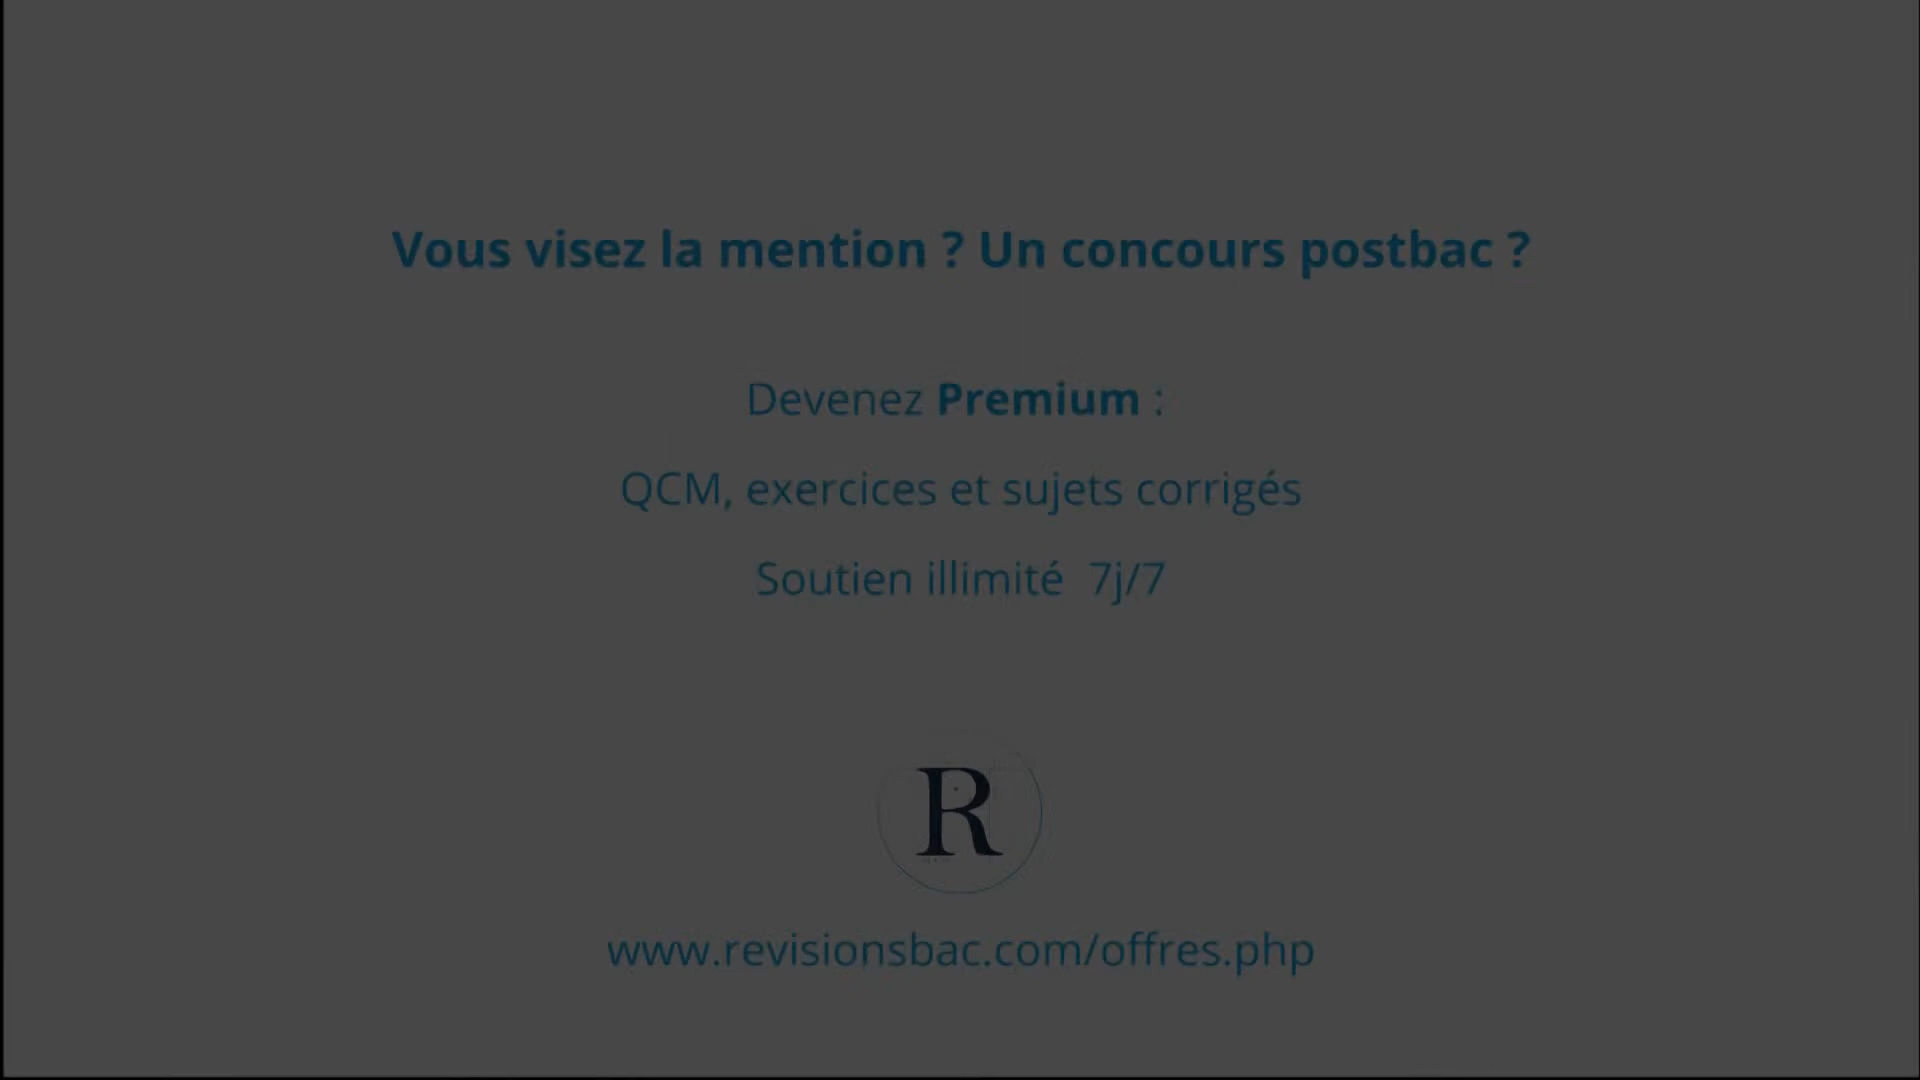 Vous visez la mention ? Un concours postbac ?
Devenez Premium :
QCM, exercices et sujets corrigés
Soutien illimité 7j/7
R
www.revisionsbac.com/offres.php